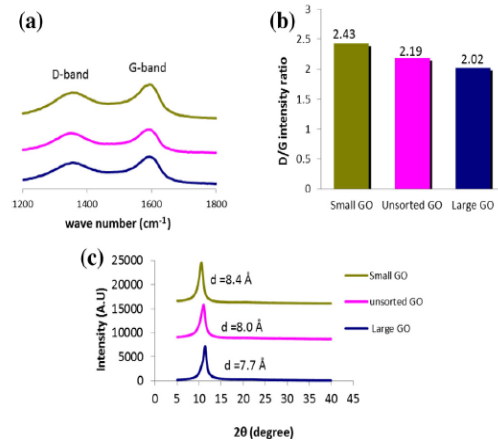 (a)
D-band
G-band
1200 1400 1600 1800
wave number (cm⁻¹)
(b)
D/G intensity ratio
3
2.5
2
1.5
1
0.5
0
2.43
2.19
2.02
Small GO Unsorted GO Large GO
(c)
Intensity (A.U)
25000
20000
15000
10000
5000
0
d =8.4 Å
d =8.0 Å
d =7.7 Å
0 5 10 15 20 25 30 35 40 45
2θ (degree)
Small GO
unsorted GO
Large GO